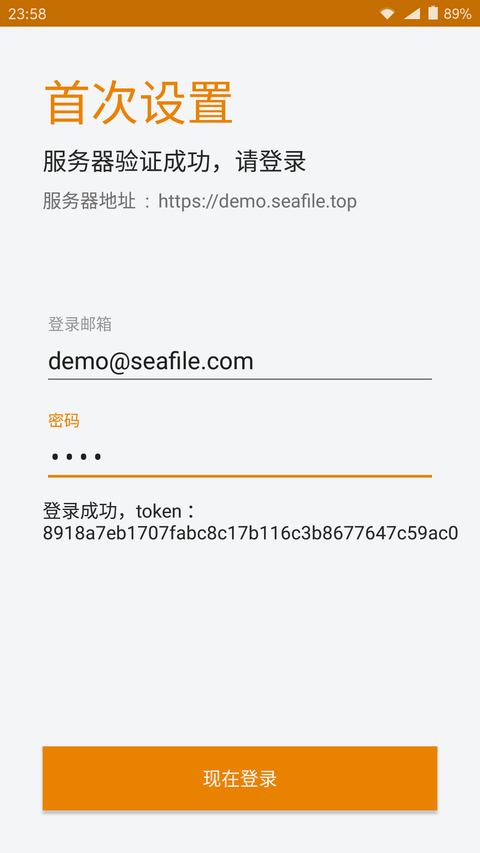 23:58
89%
首次设置
服务器验证成功，请登录
服务器地址 ：https://demo.seafile.top
登录邮箱
demo@seafile.com
密码
••••
登录成功，token：
8918a7eb1707fabc8c17b116c3b8677647c59ac0
现在登录